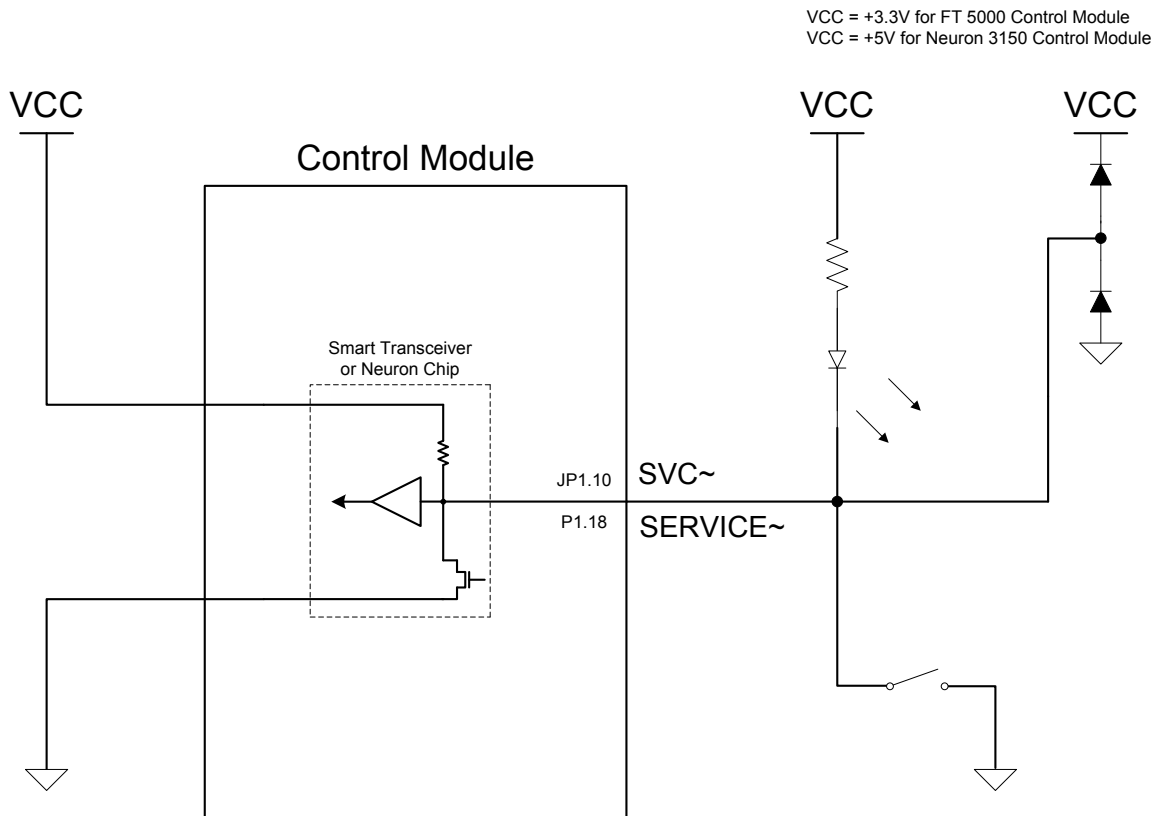 VCC = +3.3V for FT 5000 Control Module
VCC = +5V for Neuron 3150 Control Module
VCC
VCC
VCC
Control Module
Smart Transceiver
or Neuron Chip
JP1.10
SVC~
P1.18
SERVICE~